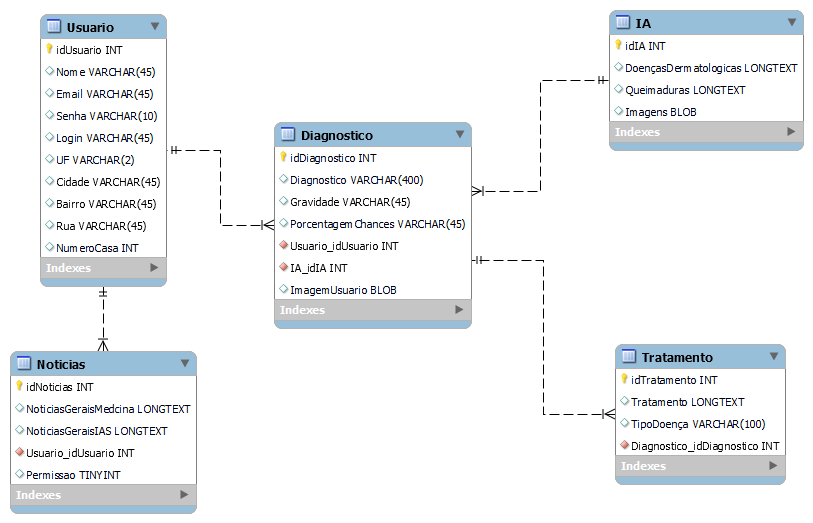 Usuario
idUsuario INT
Nome VARCHAR(45)
Email VARCHAR(45)
Senha VARCHAR(10)
Login VARCHAR(45)
UF VARCHAR(2)
Cidade VARCHAR(45)
Bairro VARCHAR(45)
Rua VARCHAR(45)
NumeroCasa INT
Indexes
Noticias
idNoticias INT
NoticiasGeraisMedcina LONGTEXT
NoticiasGeraisIAS LONGTEXT
Usuario_idUsuario INT
Permissao TINYINT
Indexes
Diagnostico
idDiagnostico INT
Diagnostico VARCHAR(400)
Gravidade VARCHAR(45)
PorcentagemChances VARCHAR(45)
Usuario_idUsuario INT
IA_idIA INT
ImagemUsuario BLOB
Indexes
IA
idIA INT
DoençasDermatologicas LONGTEXT
Queimaduras LONGTEXT
Imagens BLOB
Indexes
Tratamento
idTratamento INT
Tratamento LONGTEXT
TipoDoença VARCHAR(100)
Diagnostico_idDiagnostico INT
Indexes